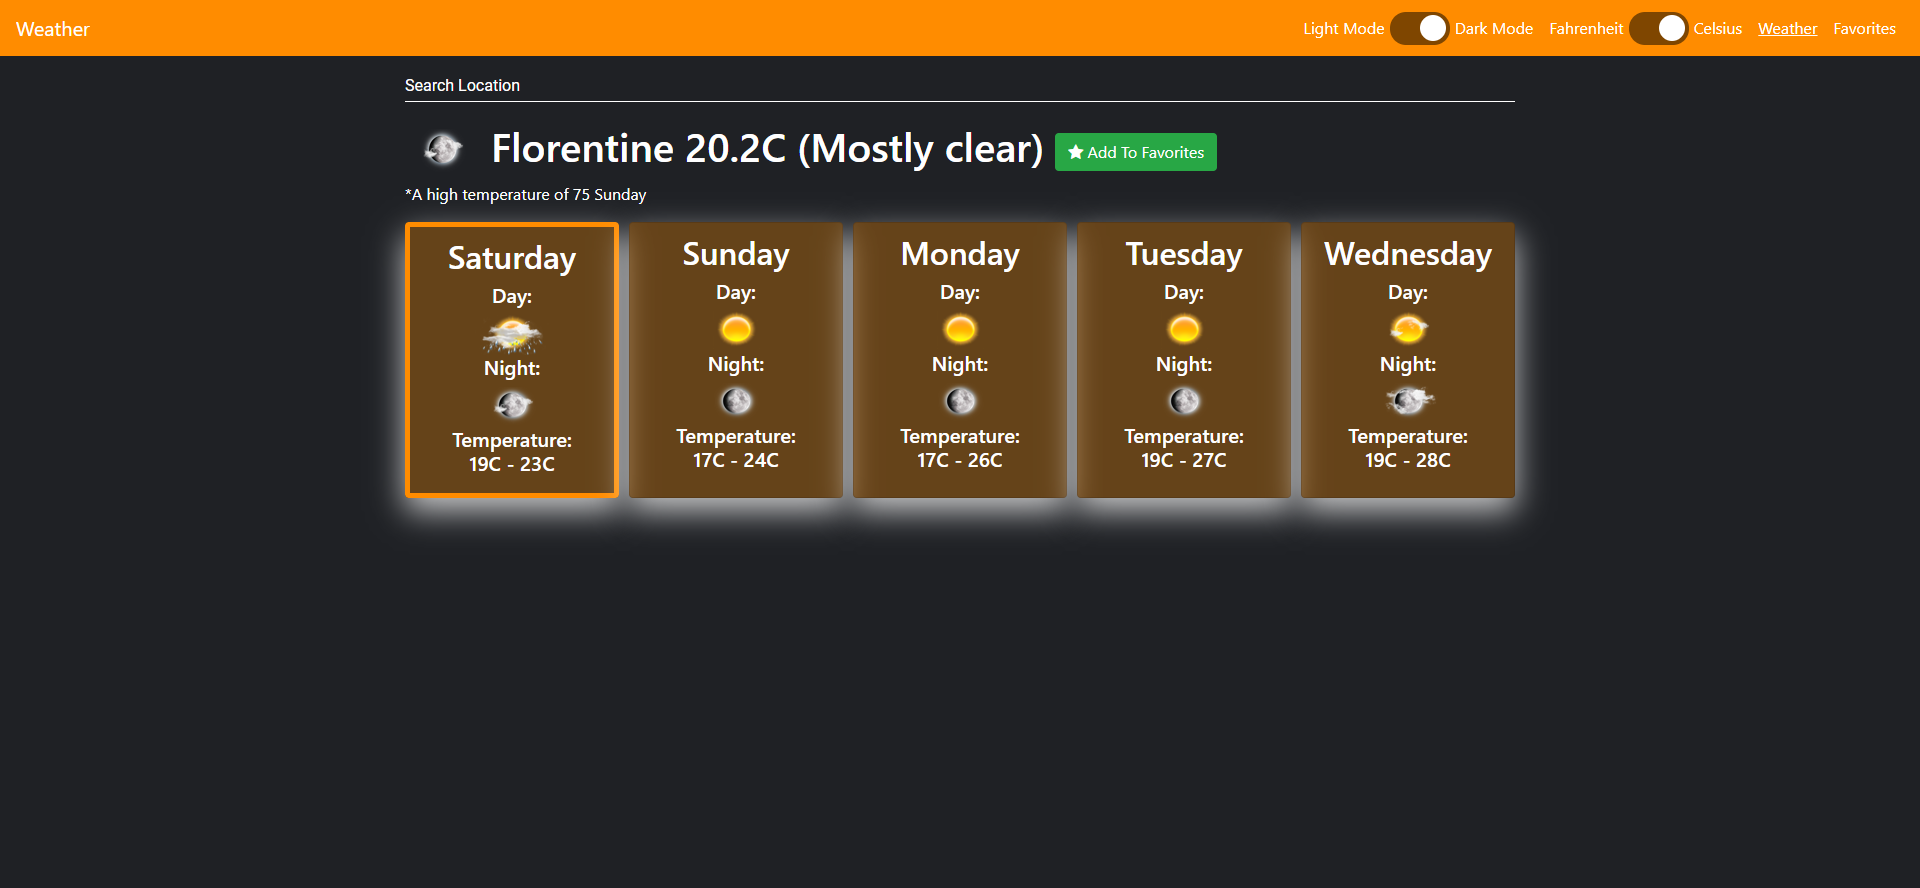 Weather
Light Mode Dark Mode Fahrenheit Celsius Weather Favorites
Search Location
Florentine 20.2C (Mostly clear) Add To Favorites
*A high temperature of 75 Sunday
Saturday
Day:
Night:
Temperature:
19C - 23C
Sunday
Day:
Night:
Temperature:
17C - 24C
Monday
Day:
Night:
Temperature:
17C - 26C
Tuesday
Day:
Night:
Temperature:
19C - 27C
Wednesday
Day:
Night:
Temperature:
19C - 28C